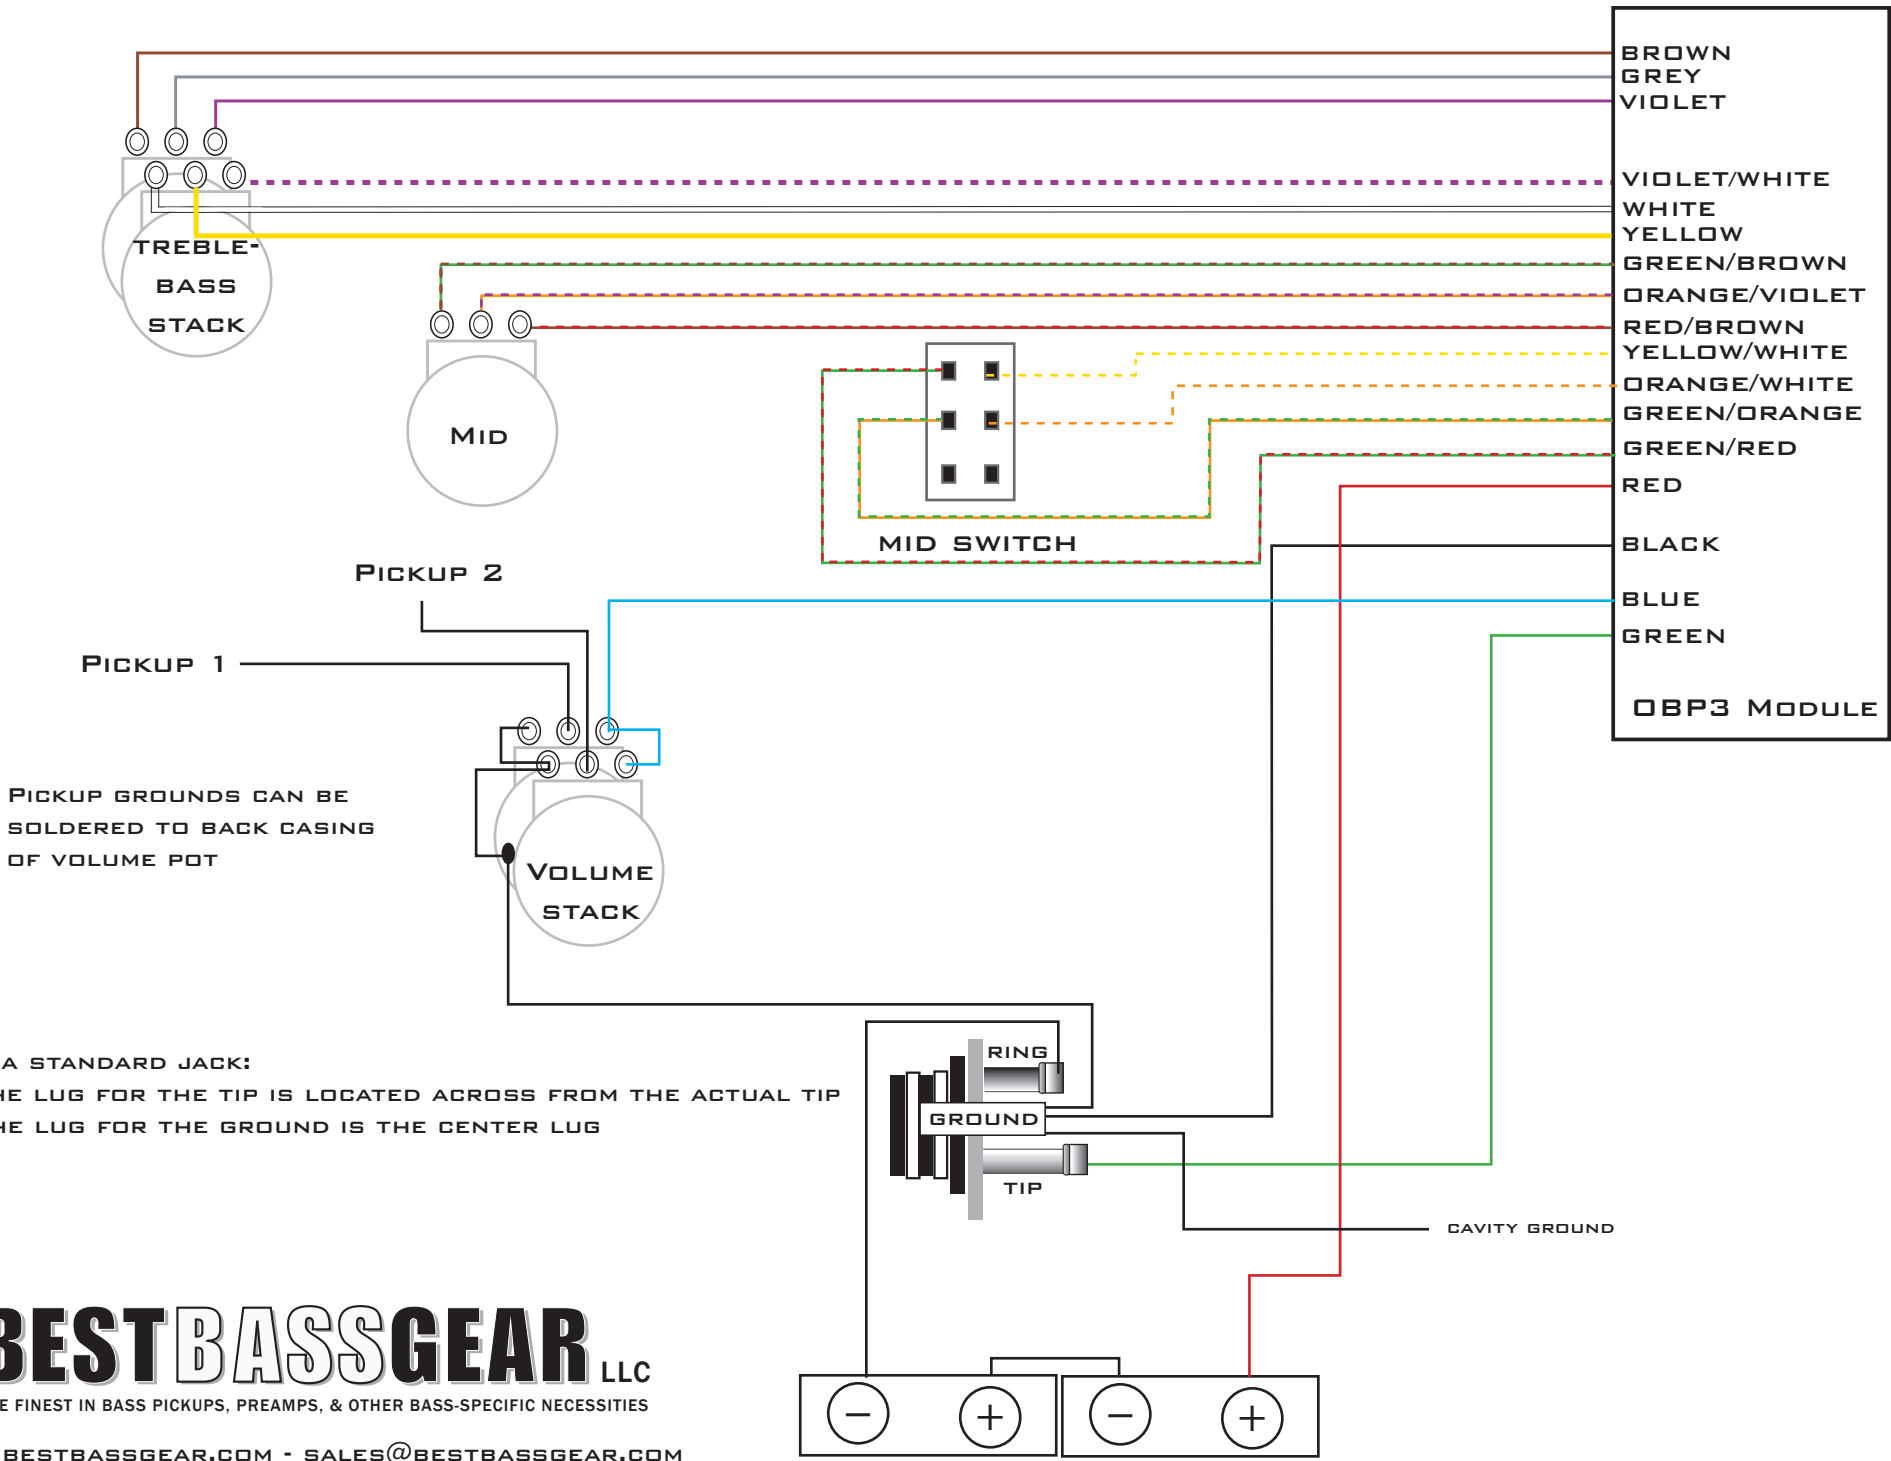 BROWN
GREY
VIOLET
VIOLET/WHITE
WHITE
YELLOW
GREEN/BROWN
ORANGE/VIOLET
RED/BROWN
YELLOW/WHITE
ORANGE/WHITE
GREEN/ORANGE
GREEN/RED
RED
BLACK
BLUE
GREEN
OBP3 MODULE
TREBLE-
BASS
STACK
MID
MID SWITCH
PICKUP 2
PICKUP 1
PICKUP GROUNDS CAN BE
SOLDERED TO BACK CASING
OF VOLUME POT
VOLUME
STACK
A STANDARD JACK:
HE LUG FOR THE TIP IS LOCATED ACROSS FROM THE ACTUAL TIP
HE LUG FOR THE GROUND IS THE CENTER LUG
RING
GROUND
TIP
CAVITY GROUND
BESTBASSGEAR LLC
E FINEST IN BASS PICKUPS, PREAMPS, & OTHER BASS-SPECIFIC NECESSITIES
BESTBASSGEAR.COM - SALES@BESTBASSGEAR.COM
− + − +